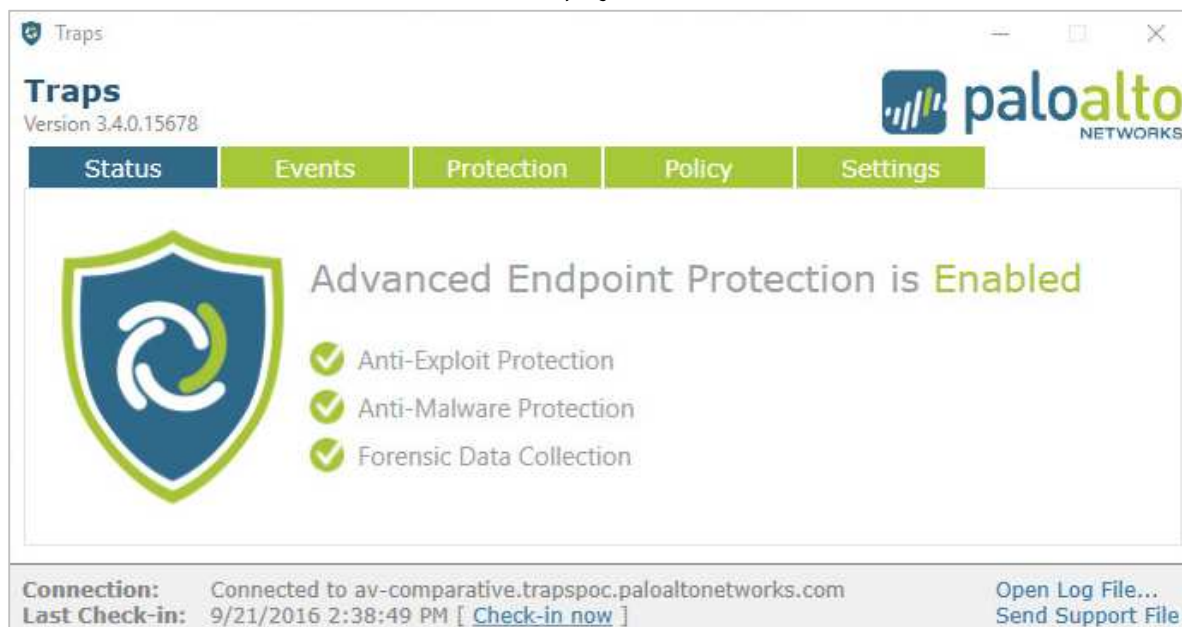 Traps
Traps
Version 3.4.0.15678
paloalto
NETWORKS
Status Events Protection Policy Settings
Advanced Endpoint Protection is Enabled
Anti-Exploit Protection
Anti-Malware Protection
Forensic Data Collection
Connection: Connected to av-comparative.trapspoc.paloaltonetworks.com Open Log File...
Last Check-in: 9/21/2016 2:38:49 PM [ Check-in now ] Send Support File